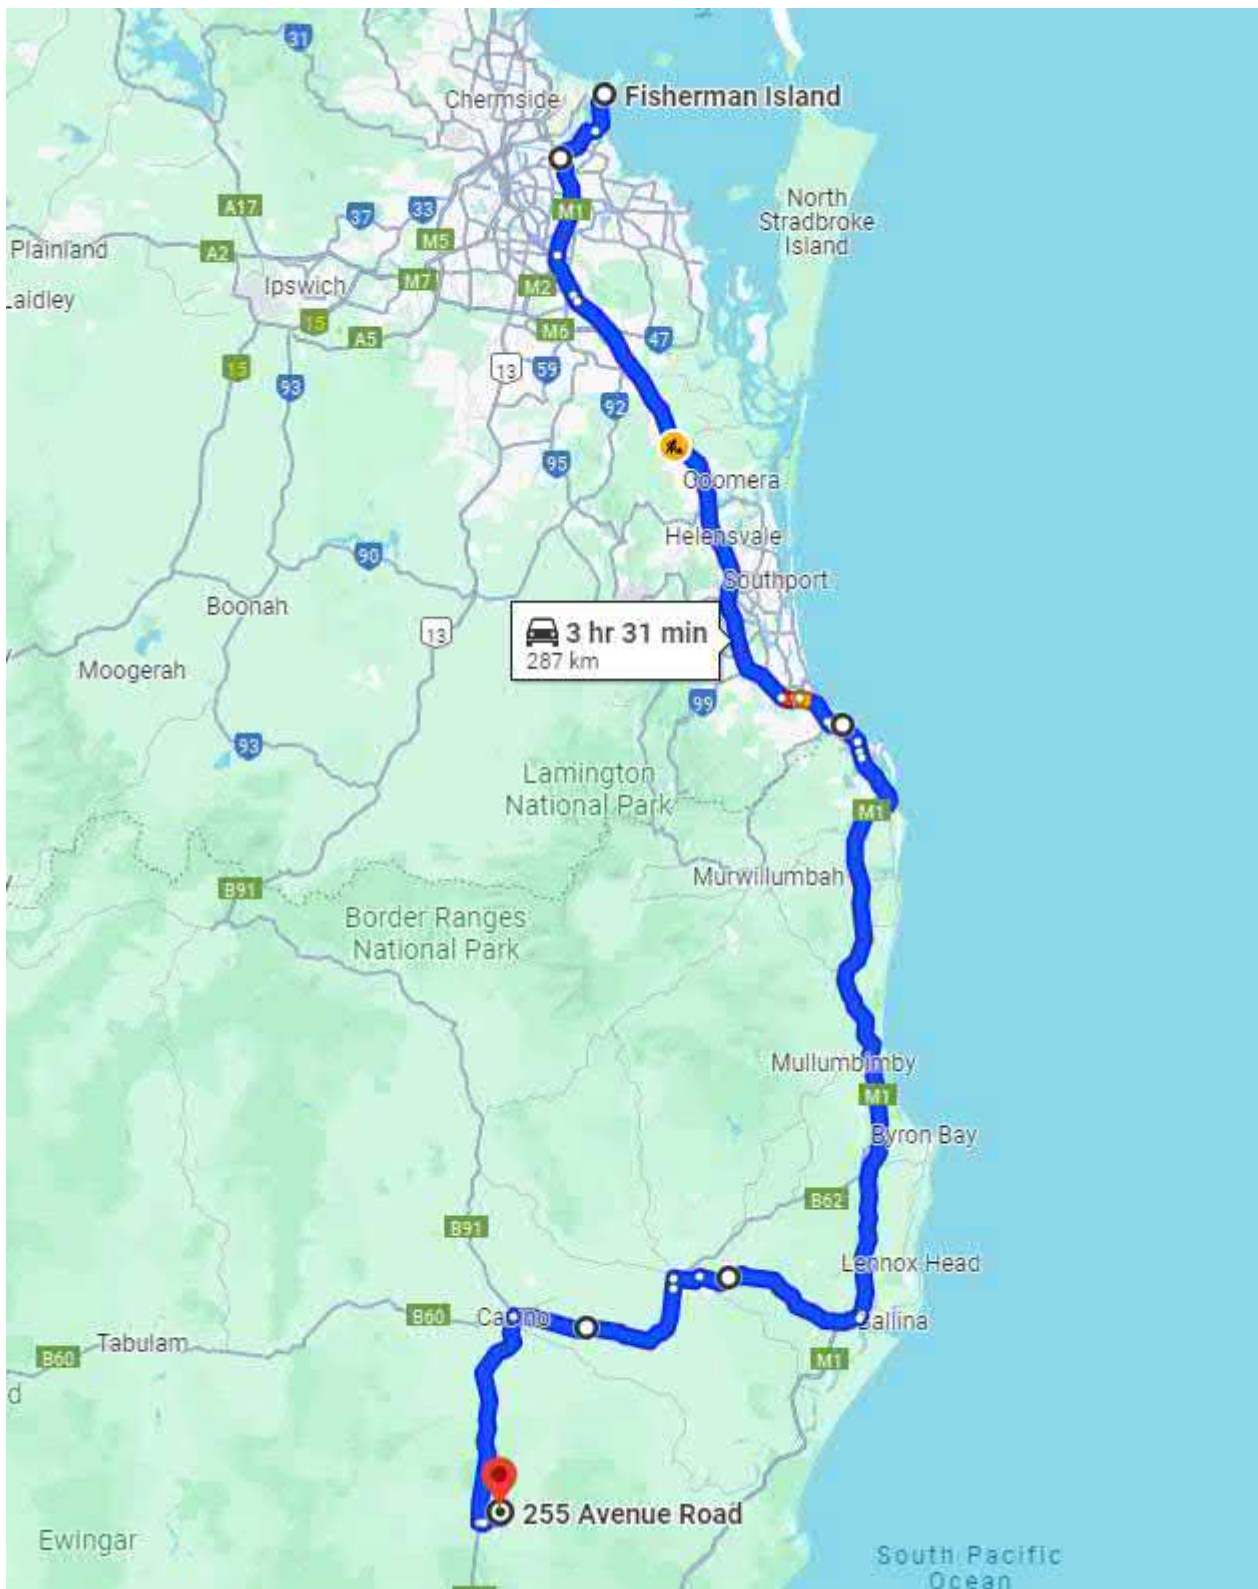 31
Chermside
Fisherman Island
A17
37
33
M1
North
Stradbroke
Island
Plainland
A2
M5
Ipswich
M7
M2
Laidley
15
A5
M6
47
15
93
13
59
92
95
Coomera
Helensvale
90
Southport
Boonah
13
3 hr 31 min
287 km
Moogerah
99
93
Lamington
National Park
M1
Murwillumbah
B91
Border Ranges
National Park
Mullumbimby
M1
Byron Bay
B62
B91
Lennox Head
B60
Casino
Ballina
Tabulam
B60
M1
d
255 Avenue Road
Ewingar
South Pacific
Ocean